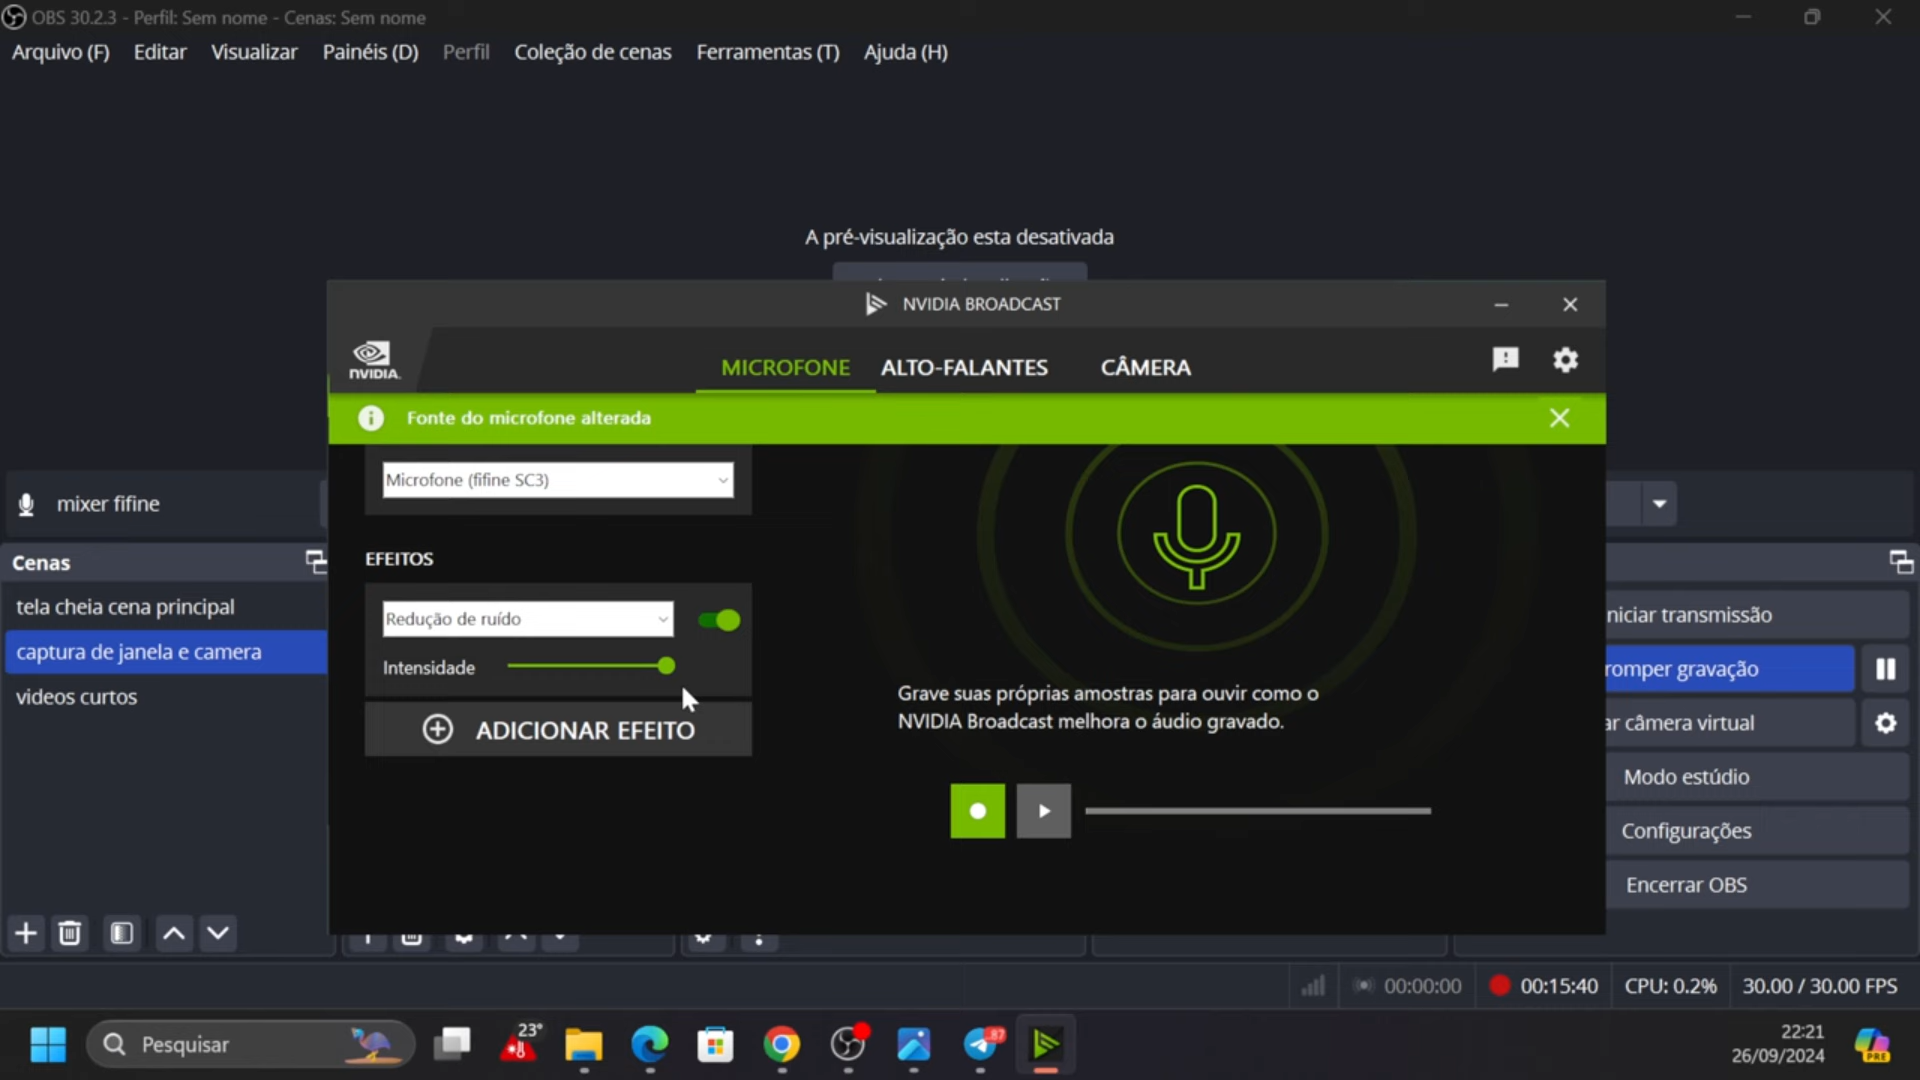 OBS 30.2.3 - Perfil: Sem nome - Cenas: Sem nome
Arquivo (F) Editar Visualizar Painéis (D) Perfil Coleção de cenas Ferramentas (T) Ajuda (H)
A pré-visualização esta desativada
NVIDIA BROADCAST
NVIDIA.
MICROFONE ALTO-FALANTES CÂMERA
Fonte do microfone alterada
Microfone (fifine SC3)
mixer fifine
EFEITOS
Cenas
tela cheia cena principal
captura de janela e camera
videos curtos
Redução de ruído
Intensidade
ADICIONAR EFEITO
Grave suas próprias amostras para ouvir como o
NVIDIA Broadcast melhora o áudio gravado.
niciar transmissão
romper gravação
ar câmera virtual
Modo estúdio
Configurações
Encerrar OBS
00:00:00 00:15:40 CPU: 0.2% 30.00 / 30.00 FPS
Pesquisar
23°
87
22:21
26/09/2024
PRE